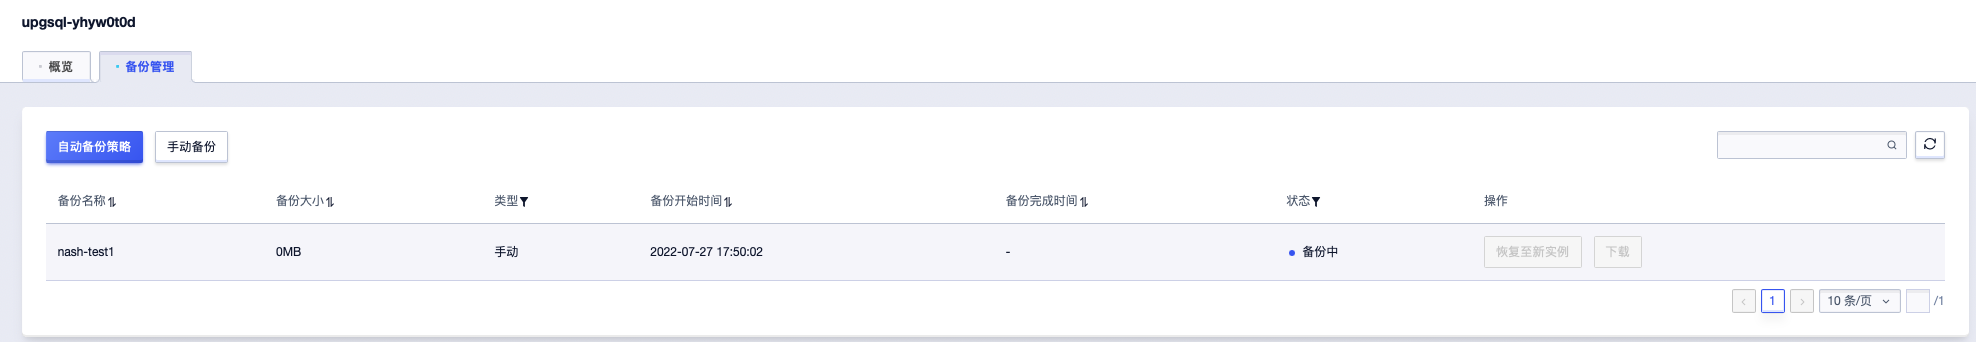 upgsql-yhyw0t0d
概览 备份管理
自动备份策略 手动备份
备份名称 备份大小 类型 备份开始时间 备份完成时间 状态 操作
nash-test1 0MB 手动 2022-07-27 17:50:02 - 备份中 恢复至新实例 下载
1 10 条/页 /1